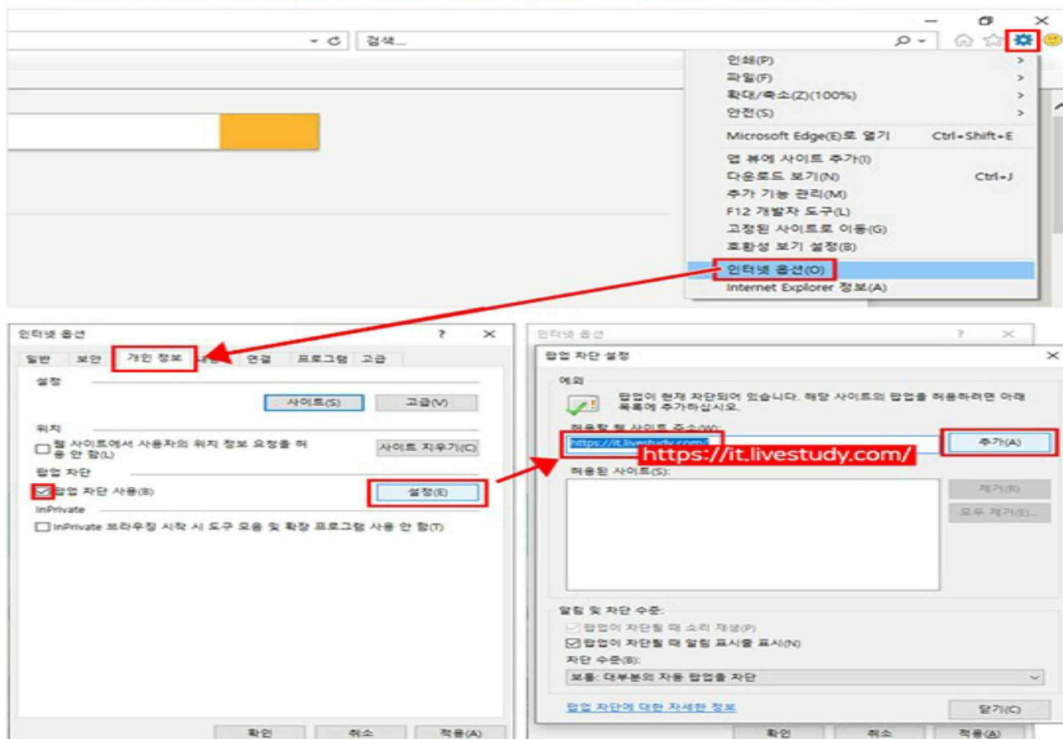 검색...
인쇄(P)
파일(F)
확대/축소(Z)(100%)
안전(S)
Microsoft Edge(E)로 열기 Ctrl+Shift+E
앱 뷰에 사이트 추가(I)
다운로드 보기(N) Ctrl+J
추가 기능 관리(M)
F12 개발자 도구(L)
고정된 사이트로 이동(G)
호환성 보기 설정(B)
인터넷 옵션(O)
Internet Explorer 정보(A)
인터넷 옵션
일반 보안 개인 정보 연결 프로그램 고급
설정
사이트(S) 고급(V)
위치
웹 사이트에서 사용자의 위치 정보 요청을 허
용 안 함(L)
사이트 지우기(C)
팝업 차단
팝업 차단 사용(B) 설정(E)
InPrivate
InPrivate 브라우징 시작 시 도구 모음 및 확장 프로그램 사용 안 함(T)
확인 취소 적용(A)
인터넷 옵션
팝업 차단 설정
예외
팝업이 현재 차단되어 있습니다. 해당 사이트의 팝업을 허용하려면 아래
목록에 추가하십시오.
허용할 웹 사이트 주소(W):
https://it.livestudy.com/ 추가(A)
https://it.livestudy.com/
허용된 사이트(S):
제거(R)
모두 제거(E)...
알림 및 차단 수준:
팝업이 차단될 때 소리 재생(P)
팝업이 차단될 때 알림 표시줄 표시(N)
차단 수준(B):
보통: 대부분의 자동 팝업을 차단
팝업 차단에 대한 자세한 정보
닫기(C)
확인 취소 적용(A)